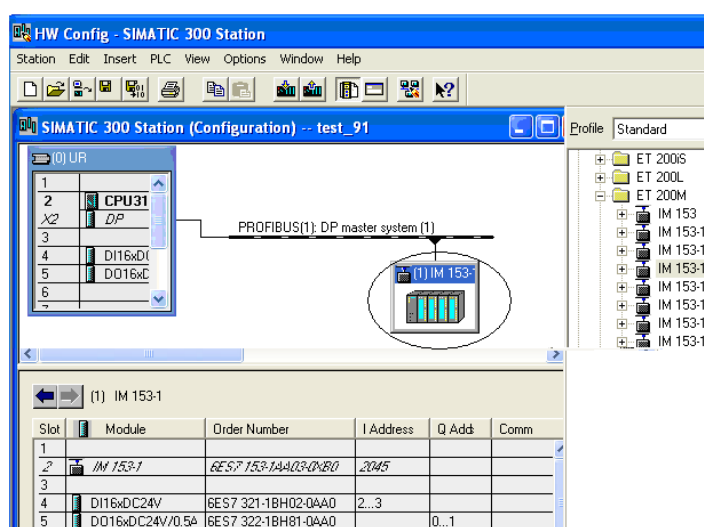 HW Config - SIMATIC 300 Station
Station Edit Insert PLC View Options Window Help
SIMATIC 300 Station (Configuration) -- test_91
Profile Standard
(0) UR
1
2 CPU31
X2 DP
3
4 DI16xD(
5 DO16xD
6
PROFIBUS(1): DP master system (1)
(1) IM 153-
ET 200iS
ET 200L
ET 200M
IM 153
IM 153-1
IM 153-1
IM 153-1
IM 153-1
IM 153-1
IM 153-1
IM 153-1
(1) IM 153-1
Slot Module Order Number I Address Q Add Comm
1
2 IM 153-1 6ES7 153-1AA03-0XB0 2045
3
4 DI16xDC24V 6ES7 321-1BH02-0AA0 2...3
5 DO16xDC24V/0.5A 6ES7 322-1BH81-0AA0 0...1